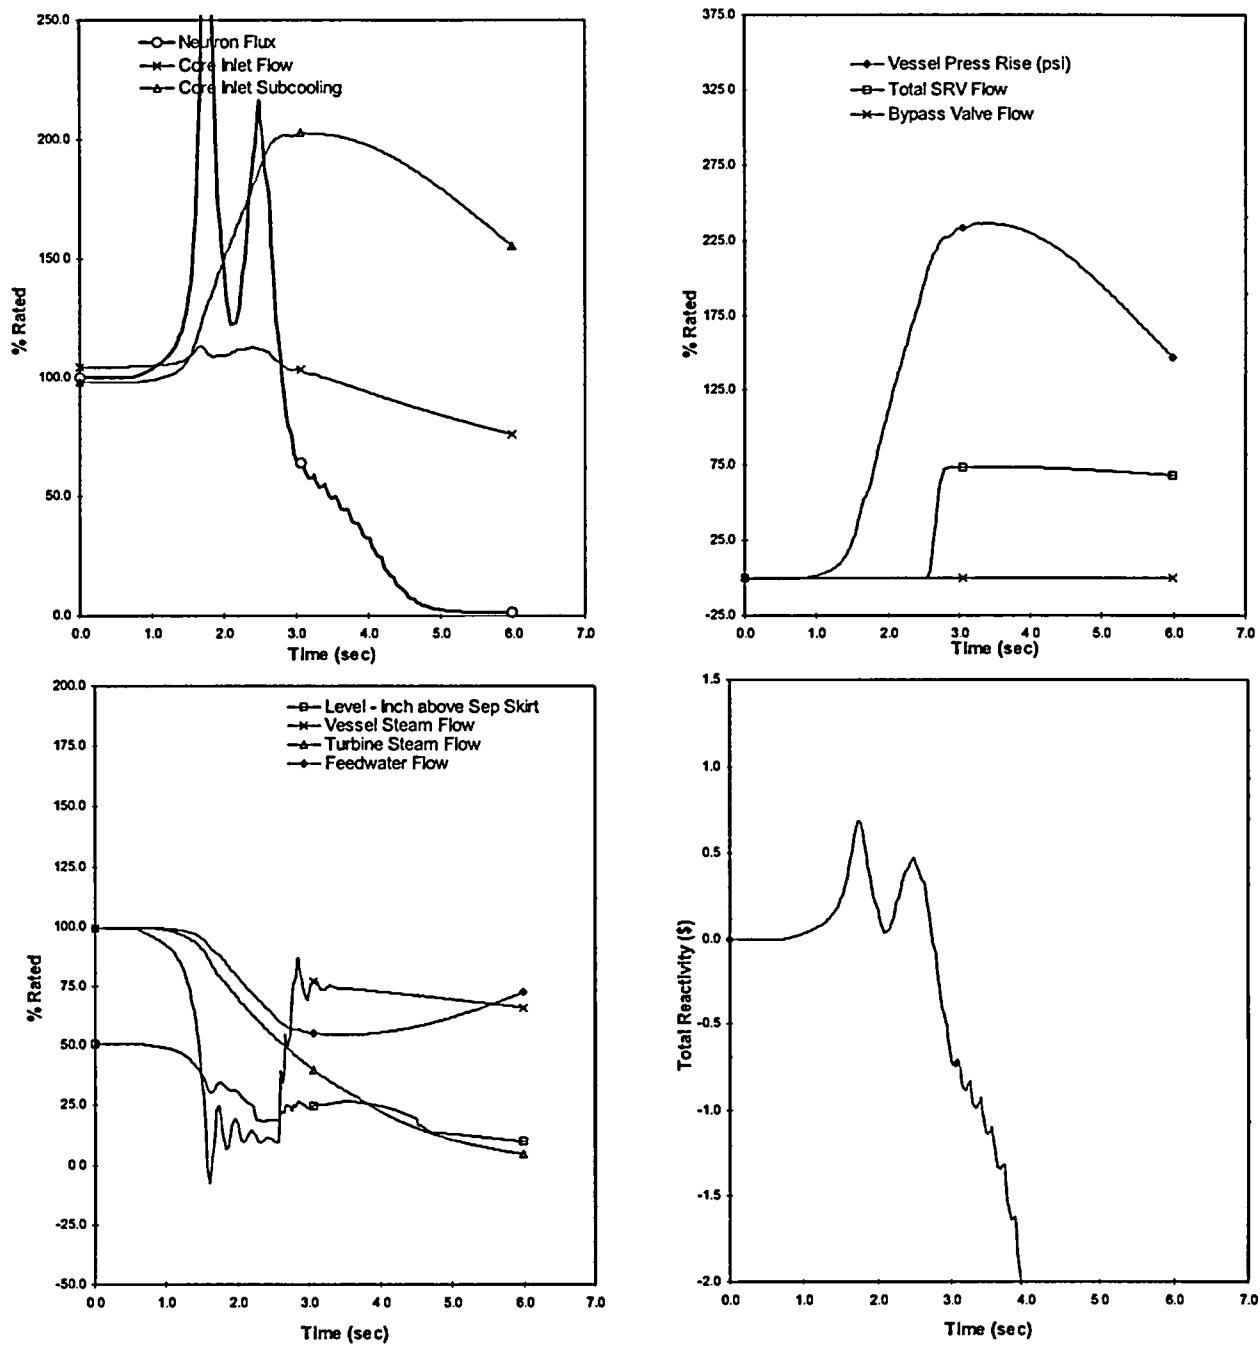 250.0
Neutron Flux
Core Inlet Flow
Core Inlet Subcooling
200.0
150.0
% Rated
100.0
50.0
0.0
0.0 1.0 2.0 3.0 4.0 5.0 6.0 7.0
Time (sec)
375.0
Vessel Press Rise (psi)
325.0
Total SRV Flow
Bypass Valve Flow
275.0
225.0
175.0
% Rated
125.0
75.0
25.0
-25.0
0.0 1.0 2.0 3.0 4.0 5.0 6.0 7.0
Time (sec)
200.0
Level - Inch above Sep Skirt
Vessel Steam Flow
175.0
Turbine Steam Flow
Feedwater Flow
150.0
125.0
100.0
% Rated
75.0
50.0
25.0
0.0
-25.0
-50.0
0.0 1.0 2.0 3.0 4.0 5.0 6.0 7.0
Time (sec)
1.5
1.0
0.5
0.0
Total Reactivity ($)
-0.5
-1.0
-1.5
-2.0
0.0 1.0 2.0 3.0 4.0 5.0 6.0 7.0
Time (sec)